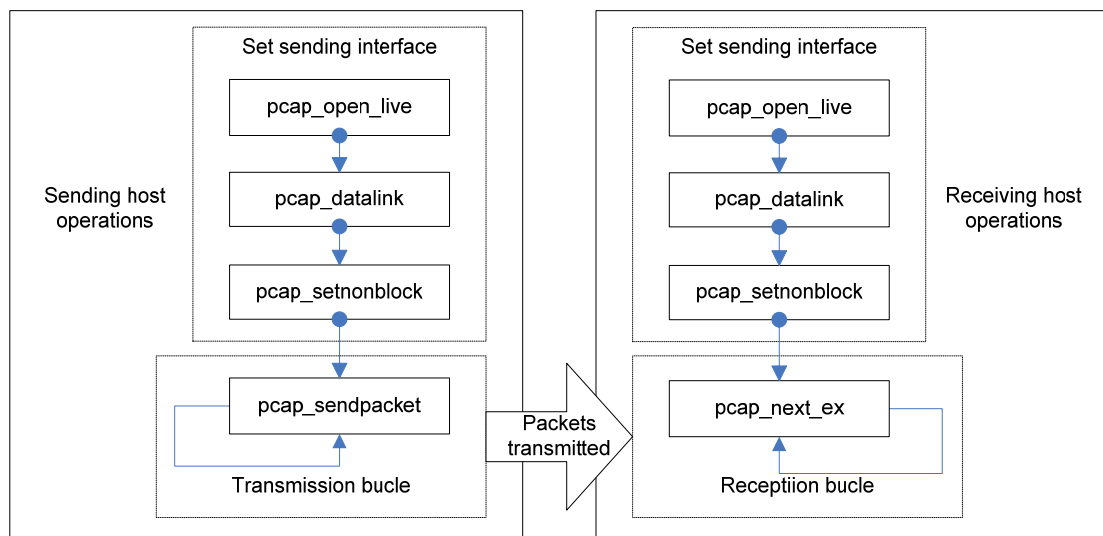 Set sending interface
pcap_open_live
pcap_datalink
pcap_setnonblock
Sending host
operations
pcap_sendpacket
Transmission bucle
Packets
transmitted
Set sending interface
pcap_open_live
pcap_datalink
pcap_setnonblock
Receiving host
operations
pcap_next_ex
Receptiion bucle